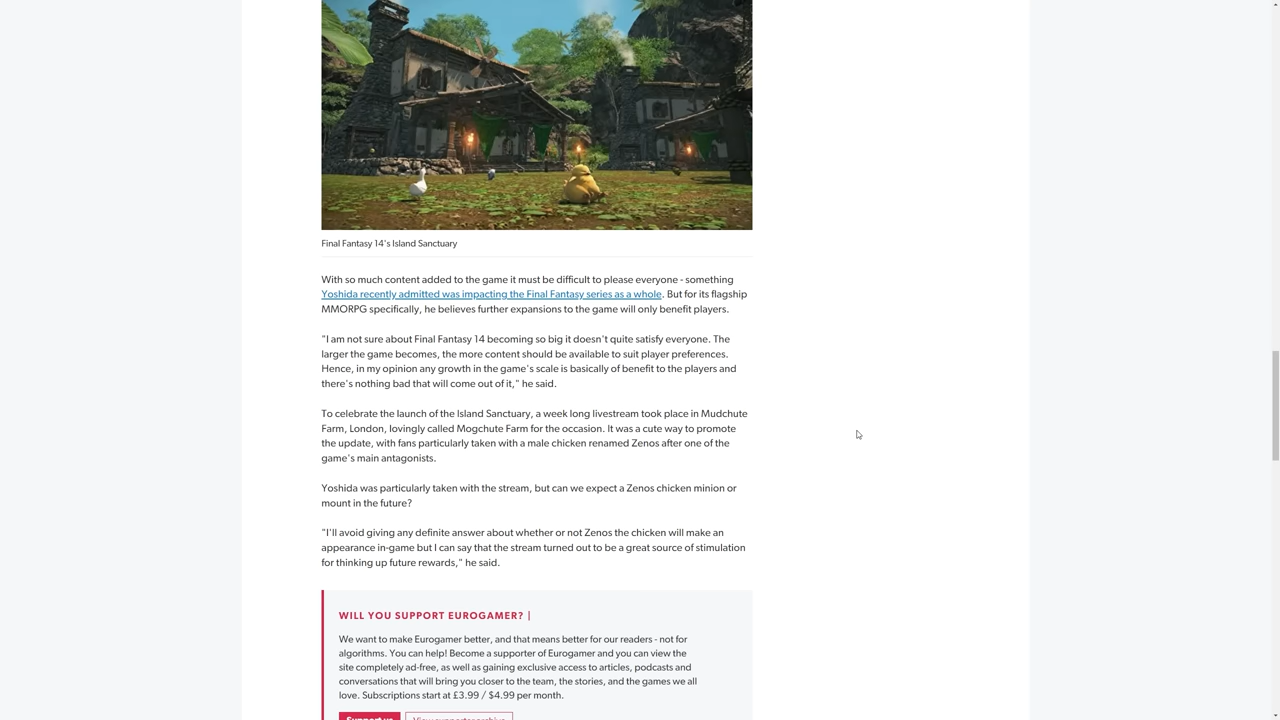 Final Fantasy 14's Island Sanctuary
With so much content added to the game it must be difficult to please everyone - something
Yoshida recently admitted was impacting the Final Fantasy series as a whole. But for its flagship
MMORPG specifically, he believes further expansions to the game will only benefit players.
"I am not sure about Final Fantasy 14 becoming so big it doesn't quite satisfy everyone. The
larger the game becomes, the more content should be available to suit player preferences.
Hence, in my opinion any growth in the game's scale is basically of benefit to the players and
there's nothing bad that will come out of it," he said.
To celebrate the launch of the Island Sanctuary, a week long livestream took place in Mudchute
Farm, London, lovingly called Mogchute Farm for the occasion. It was a cute way to promote
the update, with fans particularly taken with a male chicken renamed Zenos after one of the
game's main antagonists.
Yoshida was particularly taken with the stream, but can we expect a Zenos chicken minion or
mount in the future?
"I'll avoid giving any definite answer about whether or not Zenos the chicken will make an
appearance in-game but I can say that the stream turned out to be a great source of stimulation
for thinking up future rewards," he said.
WILL YOU SUPPORT EUROGAMER? |
We want to make Eurogamer better, and that means better for our readers - not for
algorithms. You can help! Become a supporter of Eurogamer and you can view the
site completely ad-free, as well as gaining exclusive access to articles, podcasts and
conversations that will bring you closer to the team, the stories, and the games we all
love. Subscriptions start at £3.99 / $4.99 per month.
Support us View supporter archive